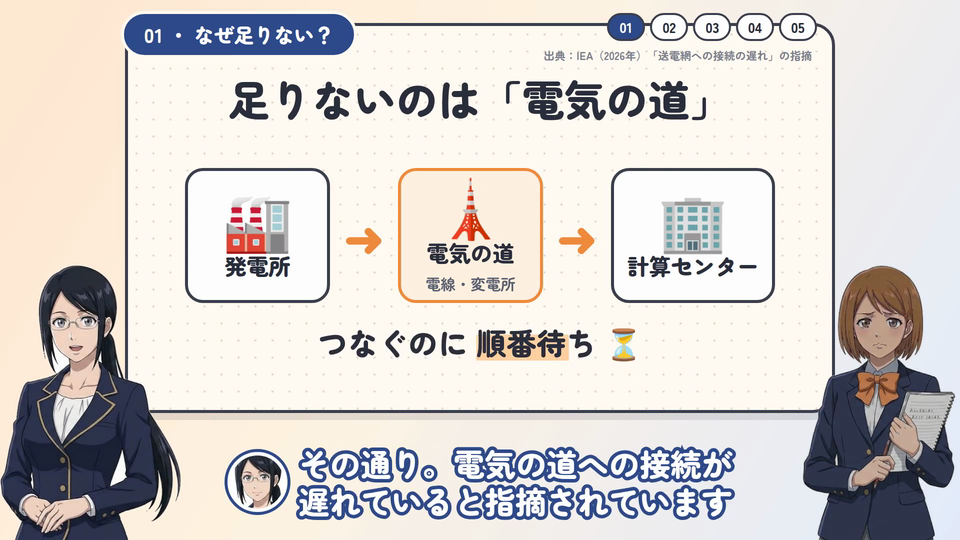 01・なぜ足りない？
01 02 03 04 05
出典：IEA（2026年）「送電網への接続の遅れ」の指摘
足りないのは「電気の道」
発電所
電気の道
電線・変電所
計算センター
つなぐのに 順番待ち ⏳
その通り。電気の道への接続が
遅れていると指摘されています